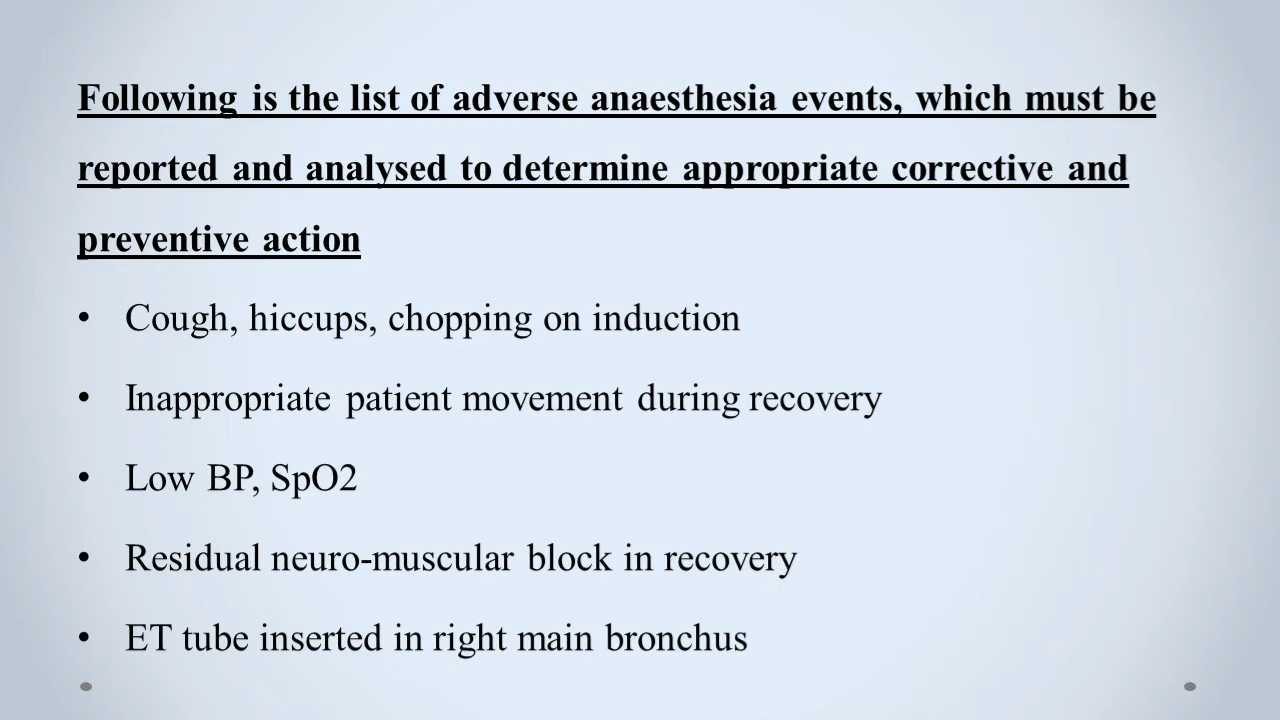 Following is the list of adverse anaesthesia events, which must be
reported and analysed to determine appropriate corrective and
preventive action
• Cough, hiccups, chopping on induction
• Inappropriate patient movement during recovery
• Low BP, SpO2
• Residual neuro-muscular block in recovery
• ET tube inserted in right main bronchus